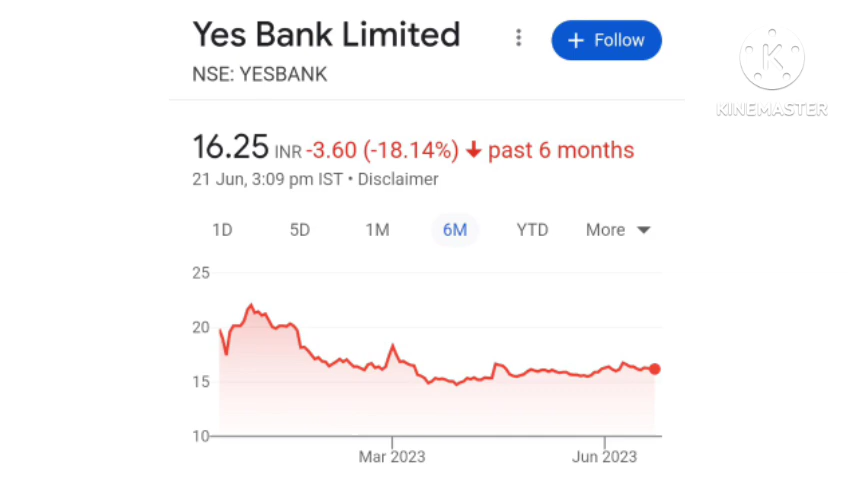 Yes Bank Limited
+ Follow
NSE: YESBANK
K
KINEMASTER
16.25 INR -3.60 (-18.14%) ↓ past 6 months
21 Jun, 3:09 pm IST • Disclaimer
1D 5D 1M 6M YTD More
25
20
15
10
Mar 2023 Jun 2023